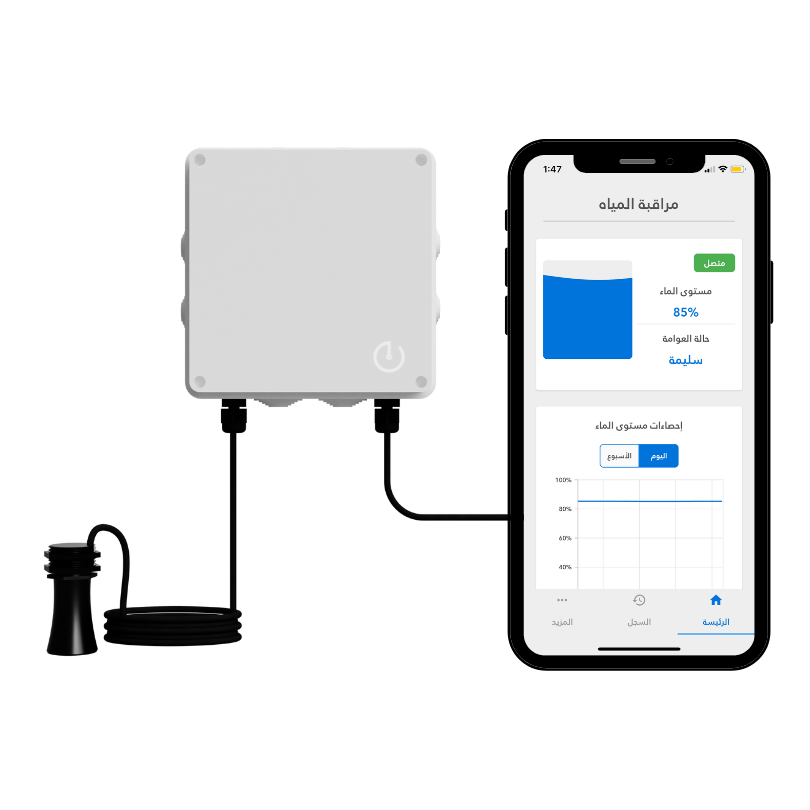 1:47
مراقبة المياه
متصل
مستوى الماء
85%
حالة العوامة
سليمة
إحصاءات مستوى الماء
اليوم
الأسبوع
100%
80%
60%
40%
الرئيسة
السجل
المزيد